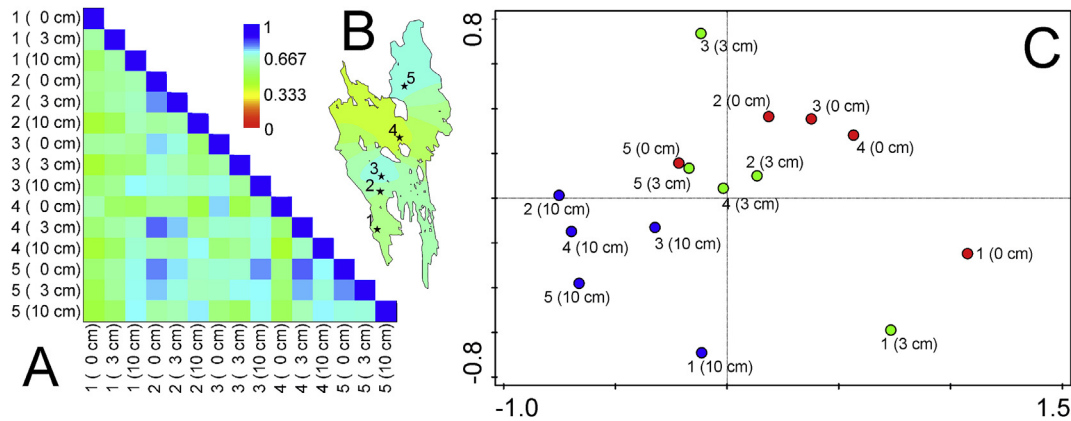 1 ( 0 cm)
1 ( 3 cm)
1 (10 cm)
2 ( 0 cm)
2 ( 3 cm)
2 (10 cm)
3 ( 0 cm)
3 ( 3 cm)
3 (10 cm)
4 ( 0 cm)
4 ( 3 cm)
4 (10 cm)
5 ( 0 cm)
5 ( 3 cm)
5 (10 cm)
1 ( 0 cm)
1 ( 3 cm)
1 (10 cm)
2 ( 0 cm)
2 ( 3 cm)
2 (10 cm)
3 ( 0 cm)
3 ( 3 cm)
3 (10 cm)
4 ( 0 cm)
4 ( 3 cm)
4 (10 cm)
5 ( 0 cm)
5 ( 3 cm)
5 (10 cm)
A
1
0.667
0.333
0
B
5
4
3
2
1
C
0.8
-0.8
-1.0
1.5
3 (3 cm)
2 (0 cm)
3 (0 cm)
4 (0 cm)
5 (0 cm)
5 (3 cm)
2 (3 cm)
4 (3 cm)
2 (10 cm)
4 (10 cm)
3 (10 cm)
5 (10 cm)
1 (0 cm)
1 (3 cm)
1 (10 cm)